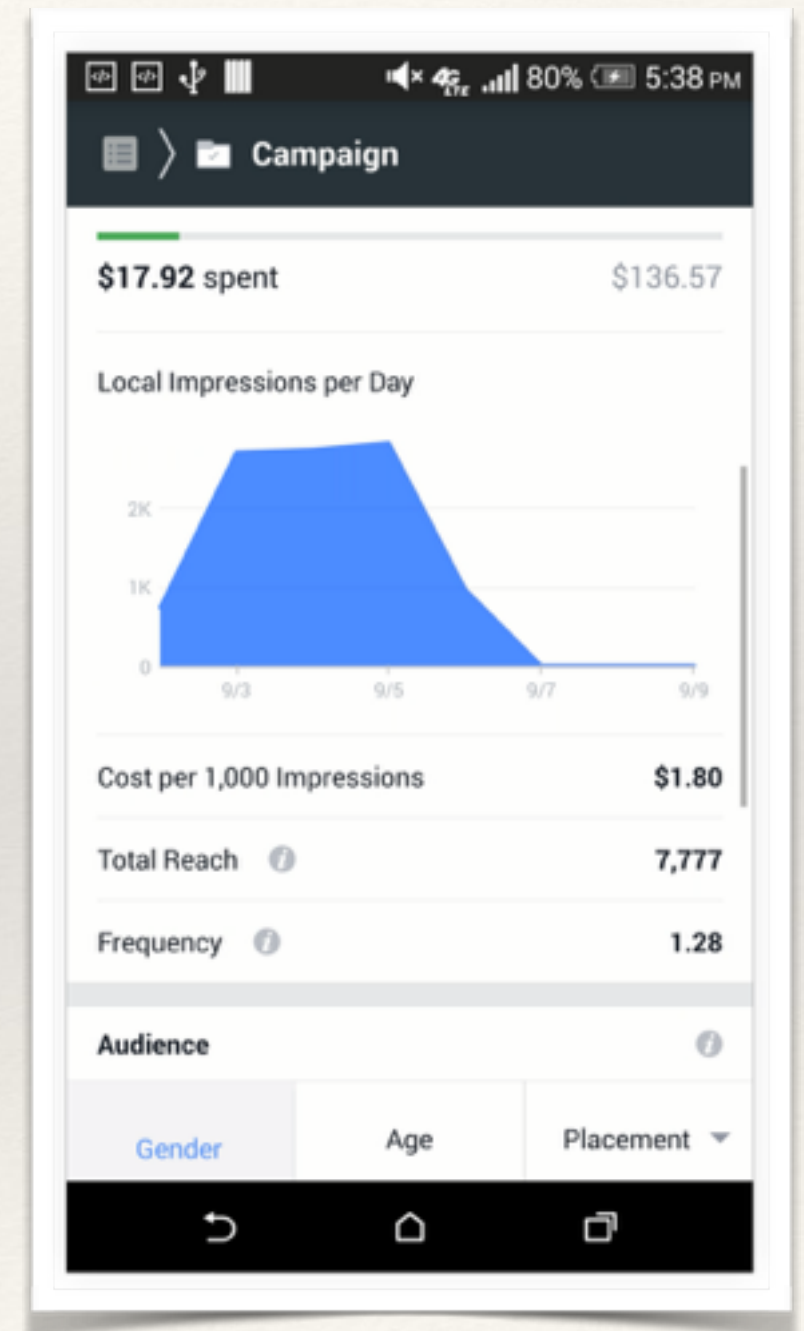 4G LTE 80% 5:38 PM
Campaign
$17.92 spent $136.57
Local Impressions per Day
2K
1K
0
9/3 9/5 9/7 9/9
Cost per 1,000 Impressions $1.80
Total Reach i 7,777
Frequency i 1.28
Audience i
Gender Age Placement